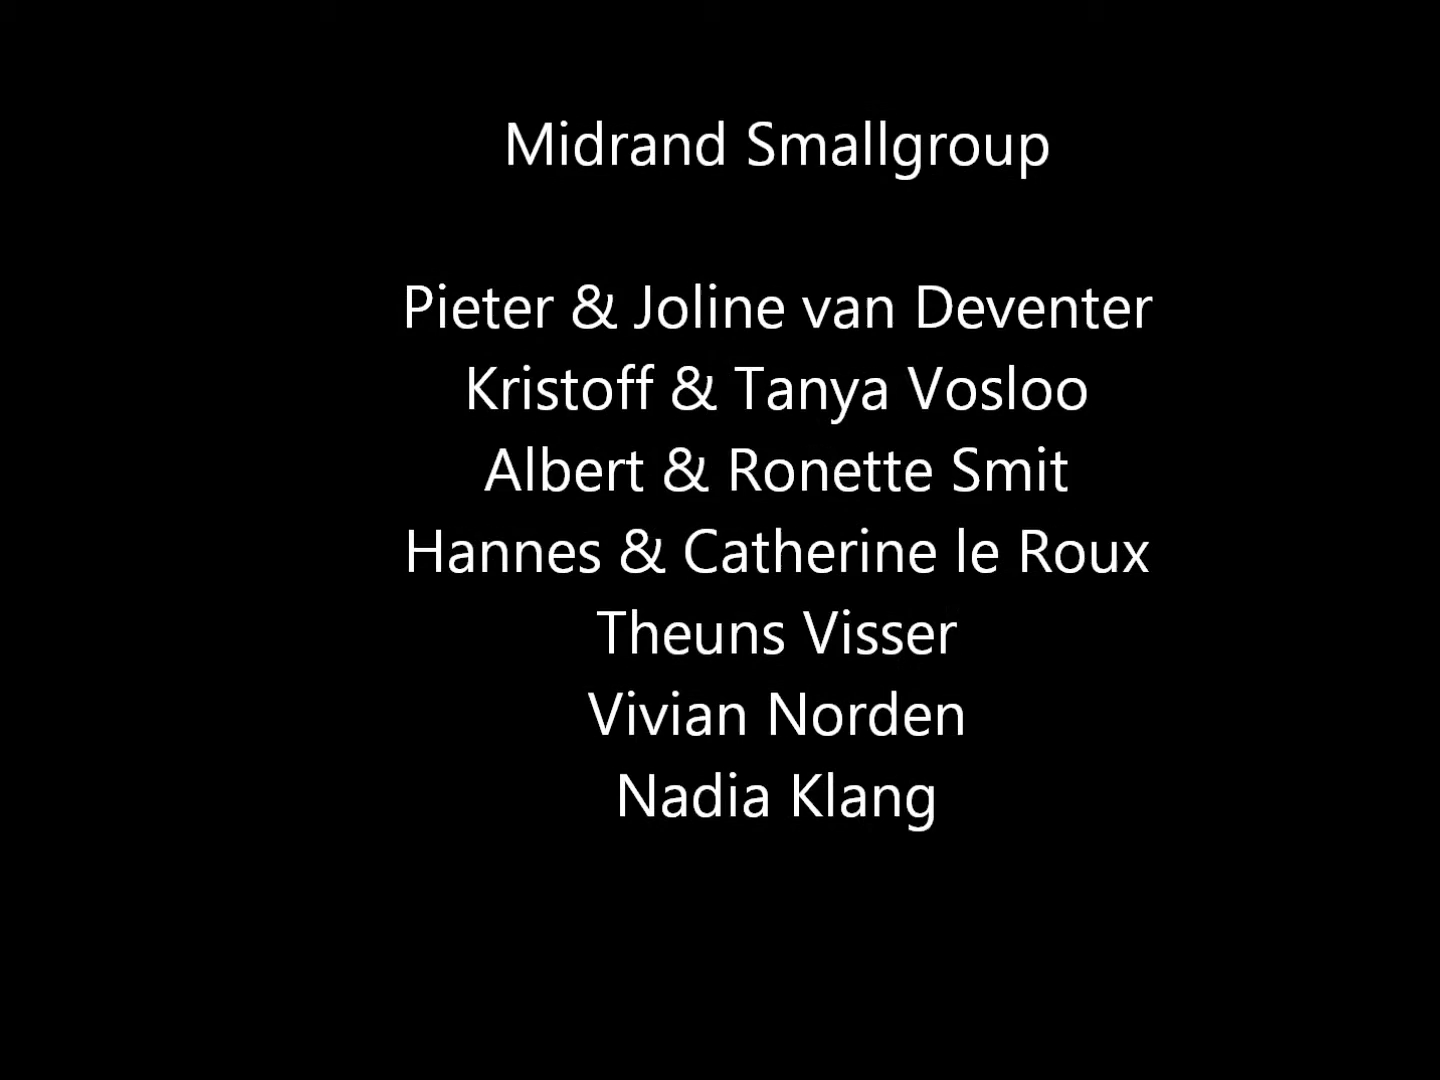 Midrand Smallgroup
Pieter & Joline van Deventer
Kristoff & Tanya Vosloo
Albert & Ronette Smit
Hannes & Catherine le Roux
Theuns Visser
Vivian Norden
Nadia Klang